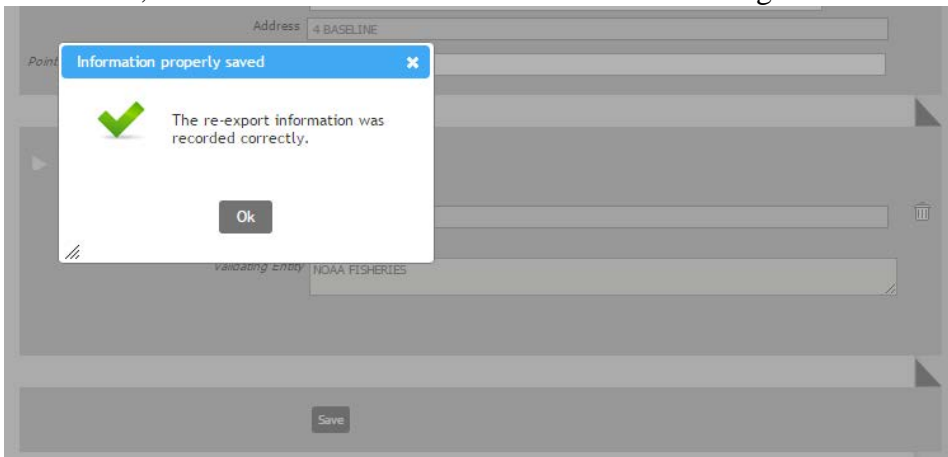 Address 4 BASELINE
Point
Information properly saved
The re-export information was
recorded correctly.
Ok
Validating Entity NOAA FISHERIES
Save